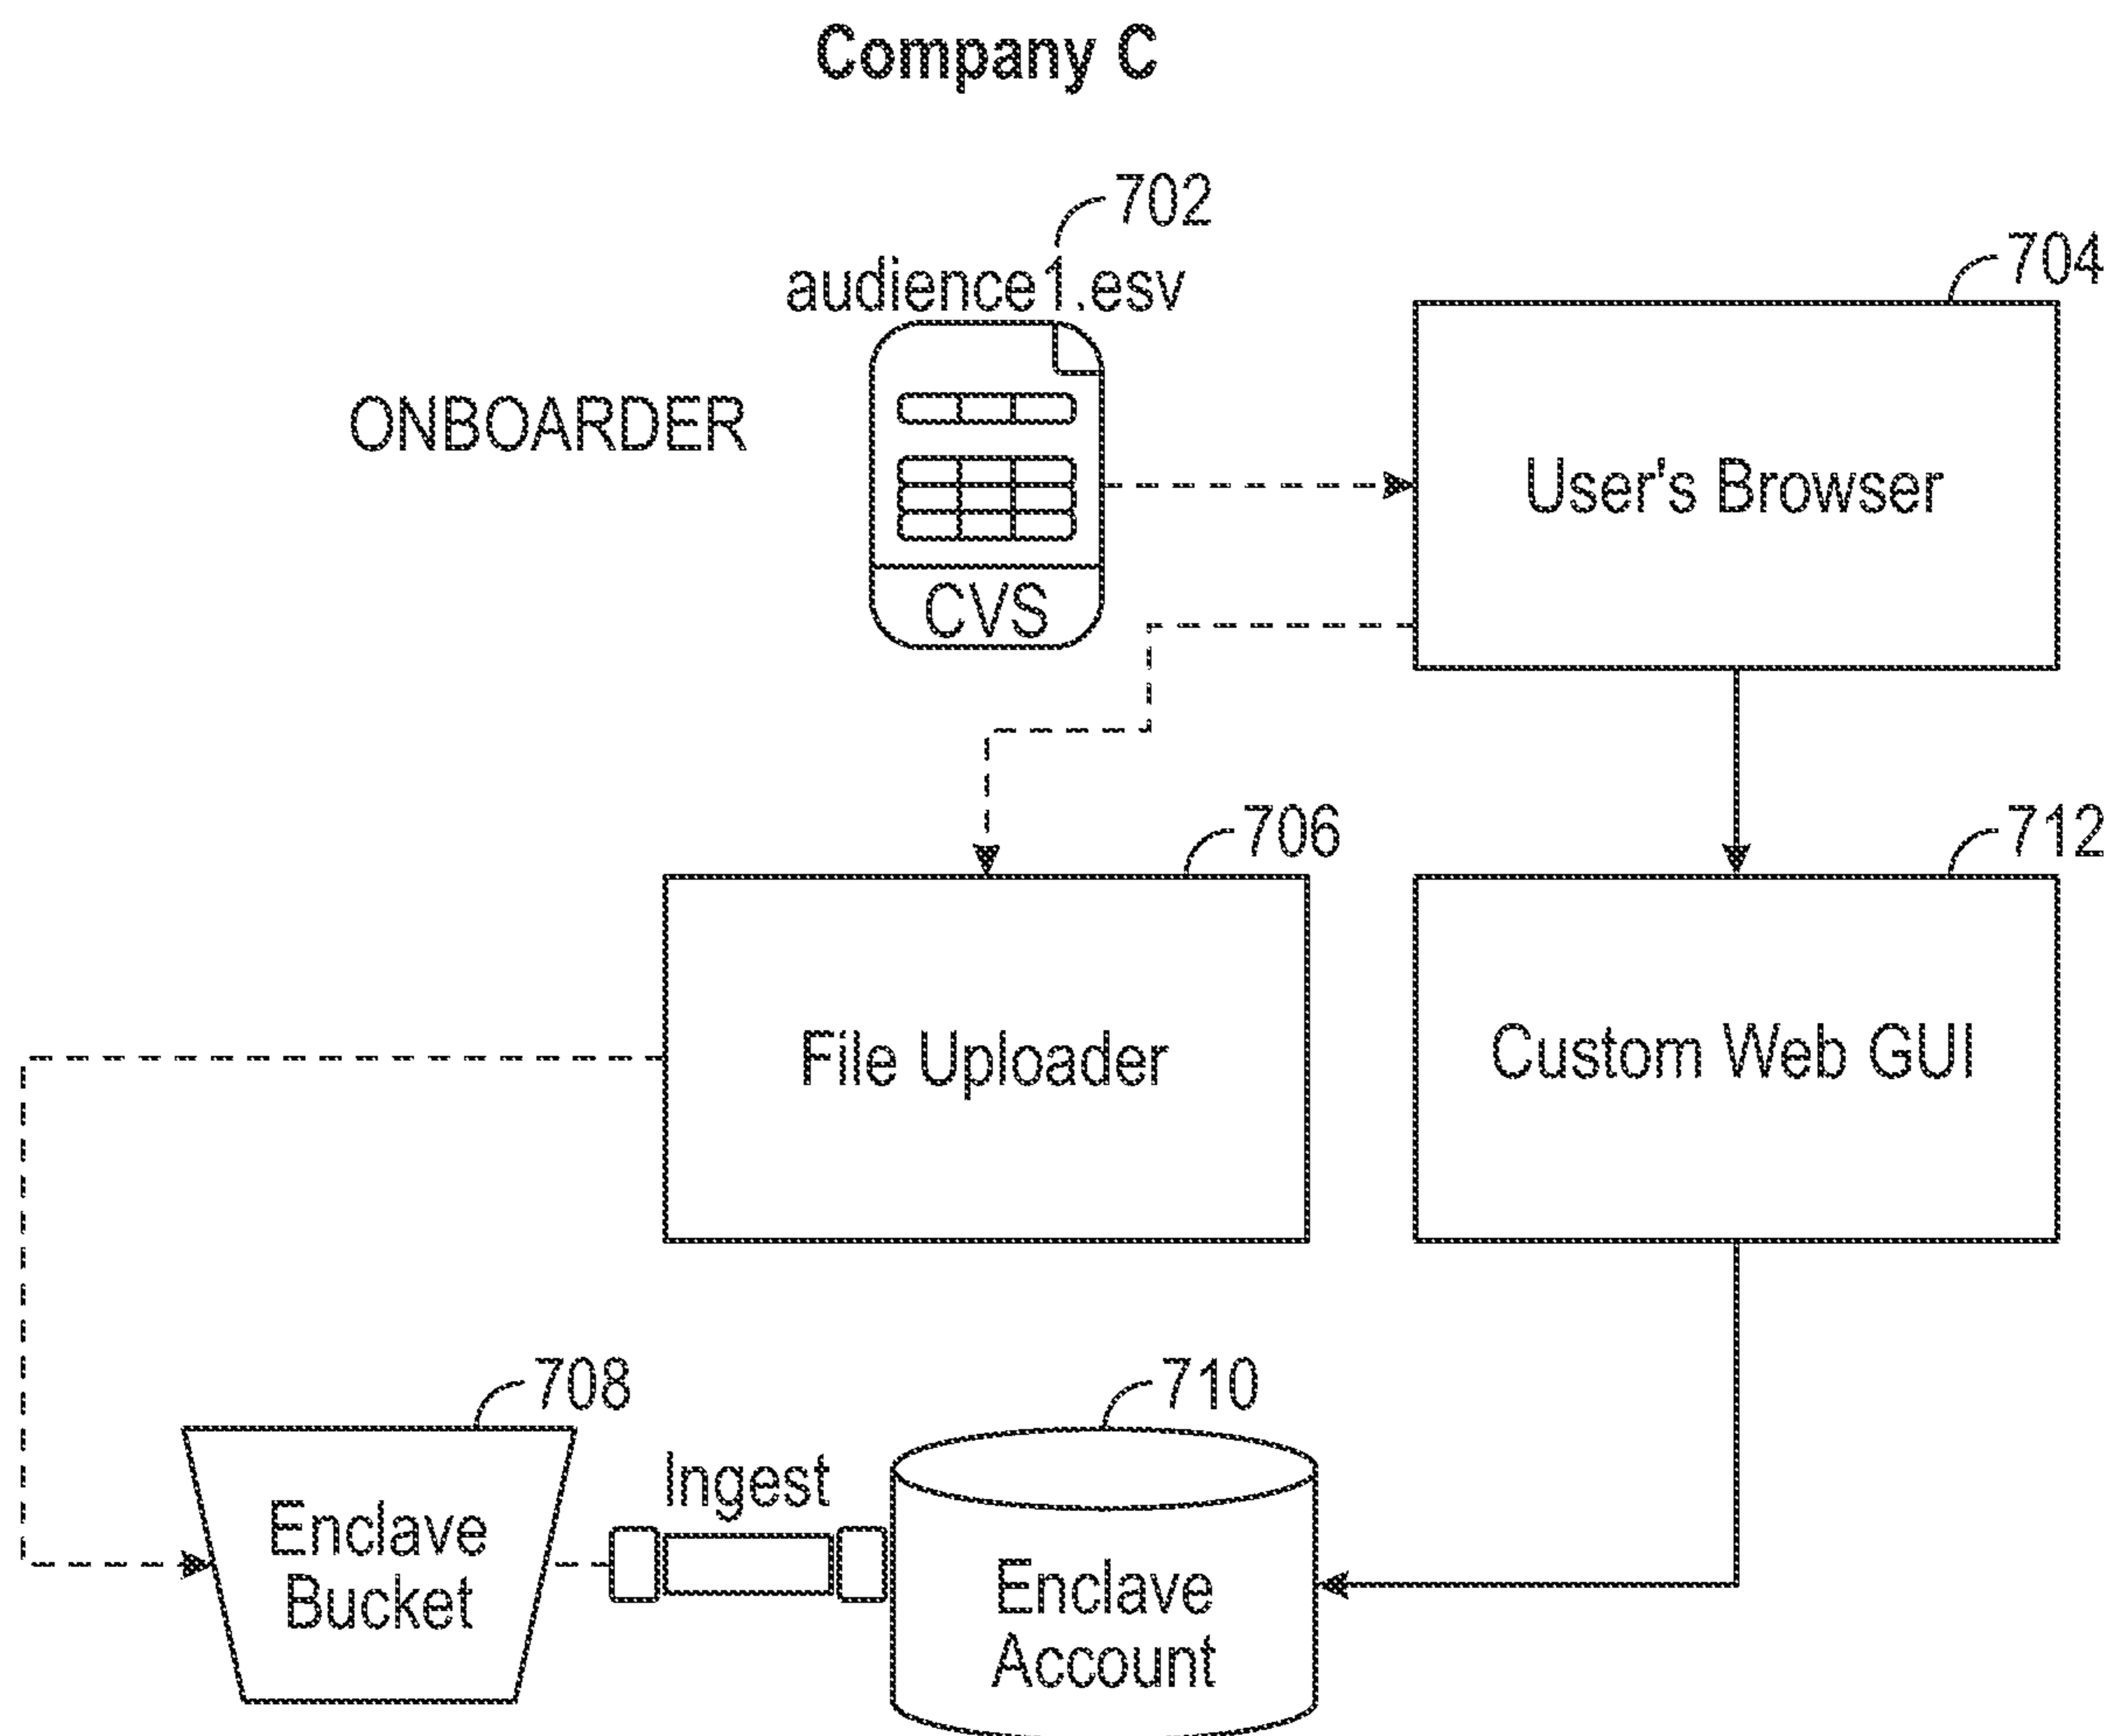 Company C
702
audience1.esv
704
ONBOARDER
User's Browser
CVS
706
712
File Uploader
Custom Web GUI
708
710
Ingest
Enclave
Bucket
Enclave
Account